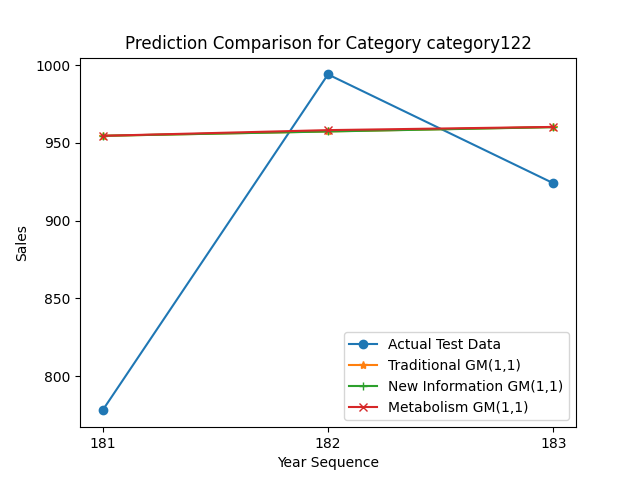 Prediction Comparison for Category category122
1000
950
900
850
800
Sales
181
182
183
Year Sequence
Actual Test Data
Traditional GM(1,1)
New Information GM(1,1)
Metabolism GM(1,1)